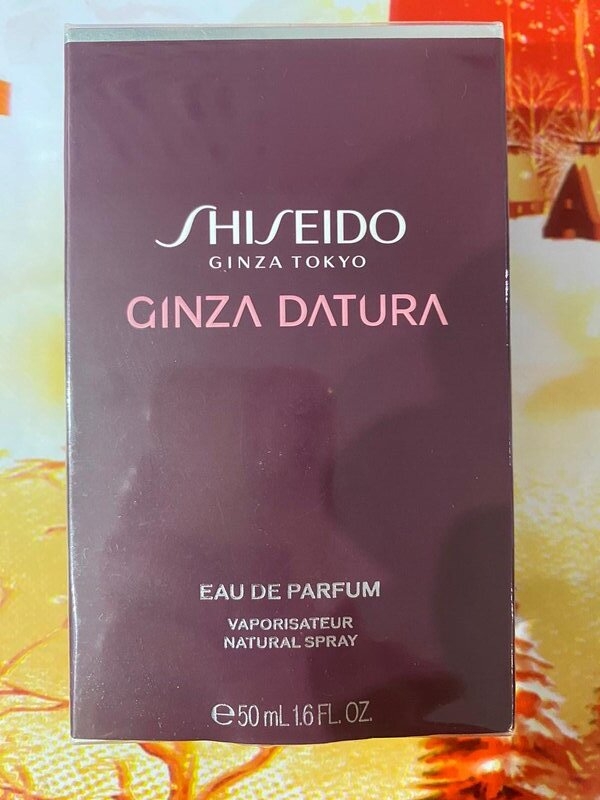 SHISEIDO
GINZA TOKYO
GINZA DATURA
EAU DE PARFUM
VAPORISATEUR
NATURAL SPRAY
℮50 mL 1.6 FL. OZ.